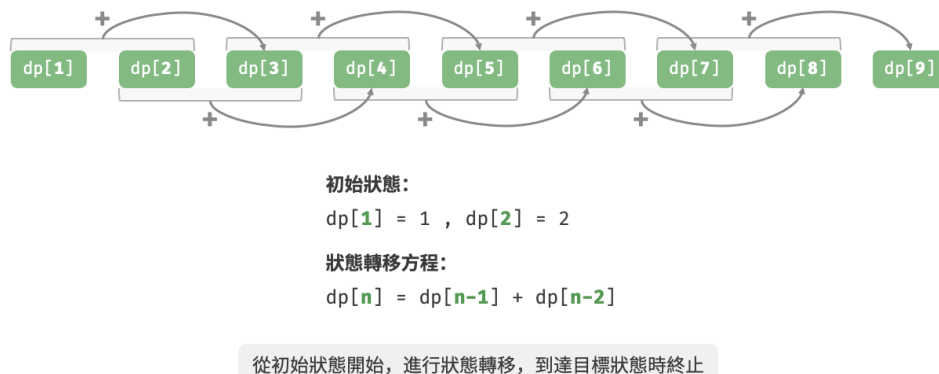 + + + +
dp[1] dp[2] dp[3] dp[4] dp[5] dp[6] dp[7] dp[8] dp[9]
+ + +
初始狀態：
dp[1] = 1 , dp[2] = 2
狀態轉移方程：
dp[n] = dp[n-1] + dp[n-2]
從初始狀態開始，進行狀態轉移，到達目標狀態時終止